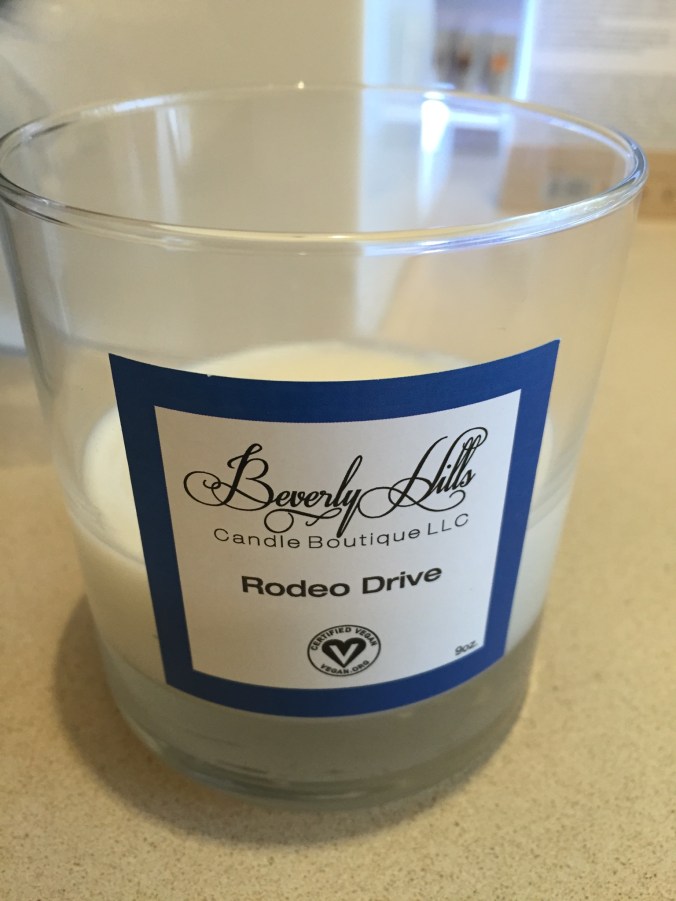 Beverly Hills
Candle Boutique LLC
Rodeo Drive
CERTIFIED VEGAN
VEGAN.ORG
9oz.